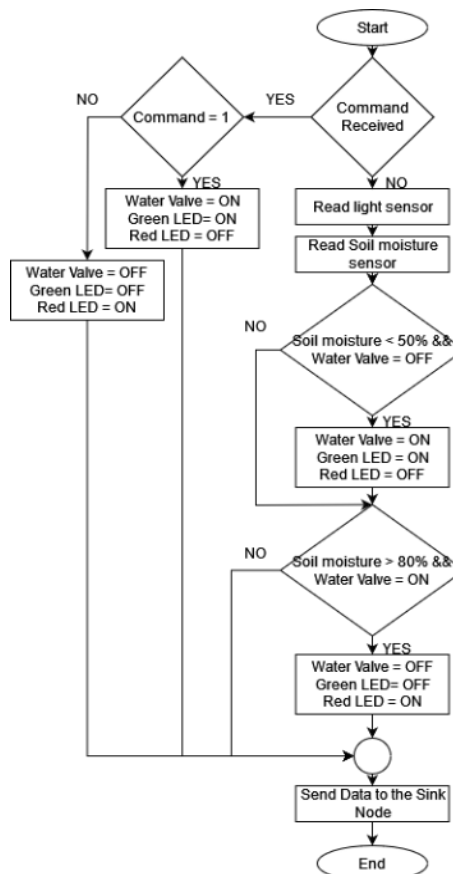 Start
NO
YES
Command = 1
Command
Received
YES
NO
Water Valve = ON
Green LED= ON
Red LED = OFF
Read light sensor
Read Soil moisture
sensor
Water Valve = OFF
Green LED= OFF
Red LED = ON
NO
Soil moisture < 50% &&
Water Valve = OFF
YES
Water Valve = ON
Green LED = ON
Red LED = OFF
NO
Soil moisture > 80% &&
Water Valve = ON
YES
Water Valve = OFF
Green LED= OFF
Red LED = ON
Send Data to the Sink
Node
End